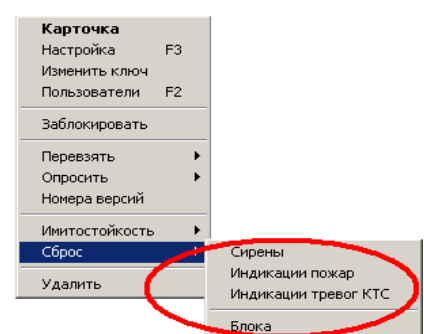 Карточка
Настройка F3
Изменить ключ
Пользователи F2
Заблокировать
Перевзять
Опросить
Номера версий
Имитостойкость
Сброс
Удалить
Сирены
Индикации пожар
Индикации тревог КТС
Блока